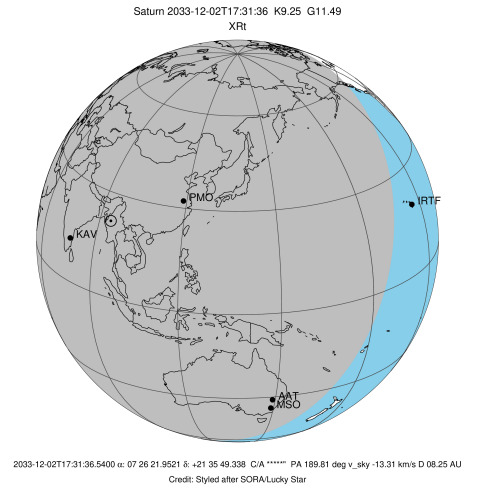 Saturn 2033-12-02T17:31:36 K9.25 G11.49
XRt
IRTF
PMO
KAV
AAT
MSO
2033-12-02T17:31:36.5400 α: 07 26 21.9521 δ: +21 35 49.338 C/A *****" PA 189.81 deg v_sky -13.31 km/s D 08.25 AU
Credit: Styled after SORA/Lucky Star